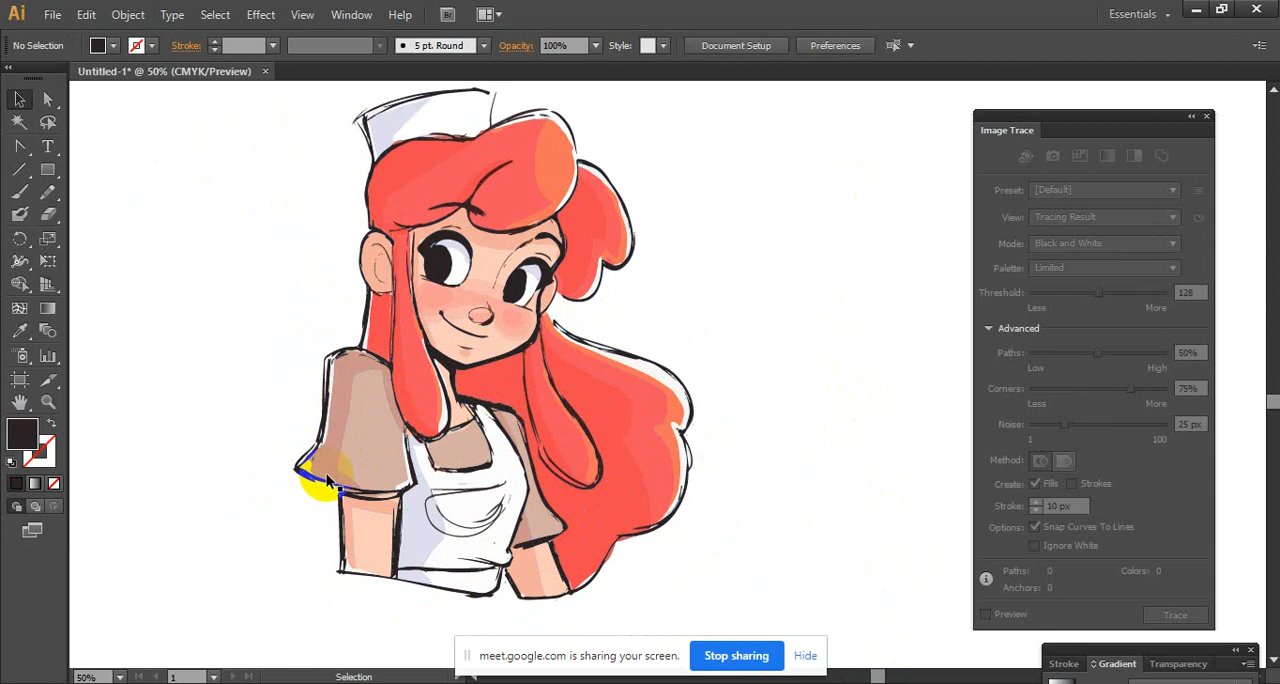 Ai File Edit Object Type Select Effect View Window Help Br Essentials
No Selection Stroke: 5 pt. Round Opacity: 100% Style: Document Setup Preferences
Untitled-1* @ 50% (CMYK/Preview)
Image Trace
Preset: [Default]
View: Tracing Result
Mode: Black and White
Palette: Limited
Threshold: 128
Less More
Advanced
Paths: 50%
Low High
Corners: 75%
Less More
Noise: 25 px
1 100
Method:
Create: Fills Strokes
Stroke: 10 px
Options: Snap Curves To Lines
Ignore White
Paths: 0 Colors: 0
Anchors: 0
Preview Trace
meet.google.com is sharing your screen. Stop sharing Hide
Stroke Gradient Transparency
50% 1 Selection